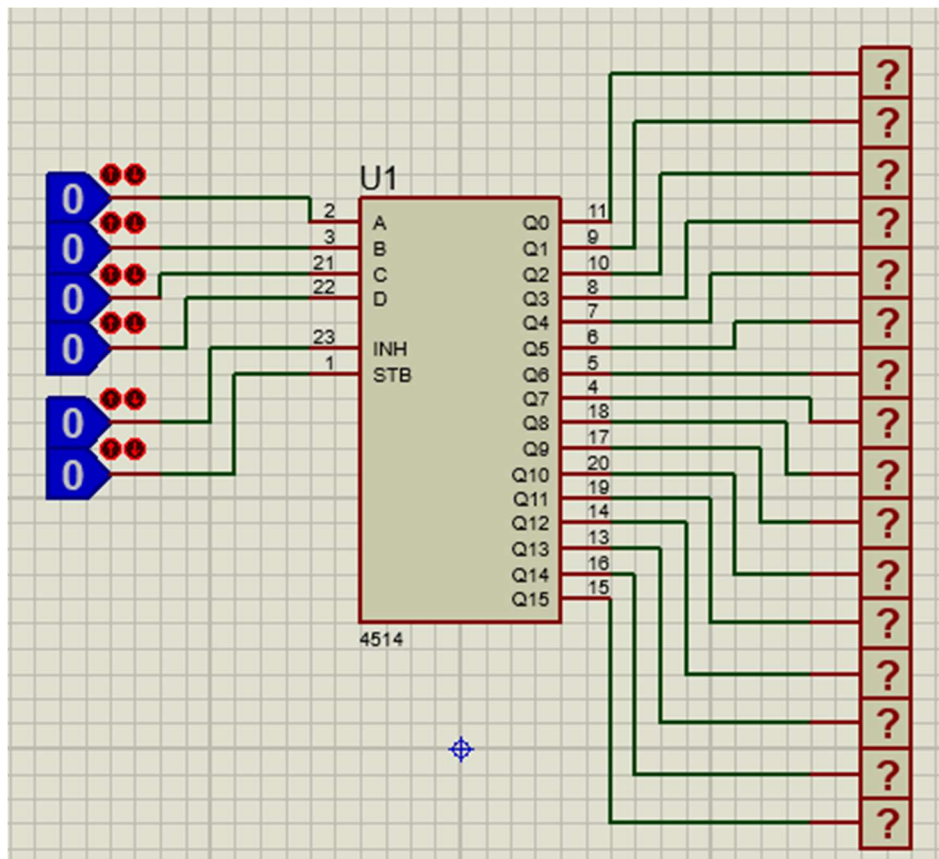 ?
?
?
U1
0
2 A Q0 11
?
0
3 B Q1 9
0
21 C Q2 10
?
22 D Q3 8
Q4 7
?
0
23 INH Q5 6
1 STB Q6 5
?
Q7 4
0
Q8 18
?
Q9 17
0
Q10 20
?
Q11 19
Q12 14
?
Q13 13
Q14 16
?
Q15 15
?
4514
?
?
?
?